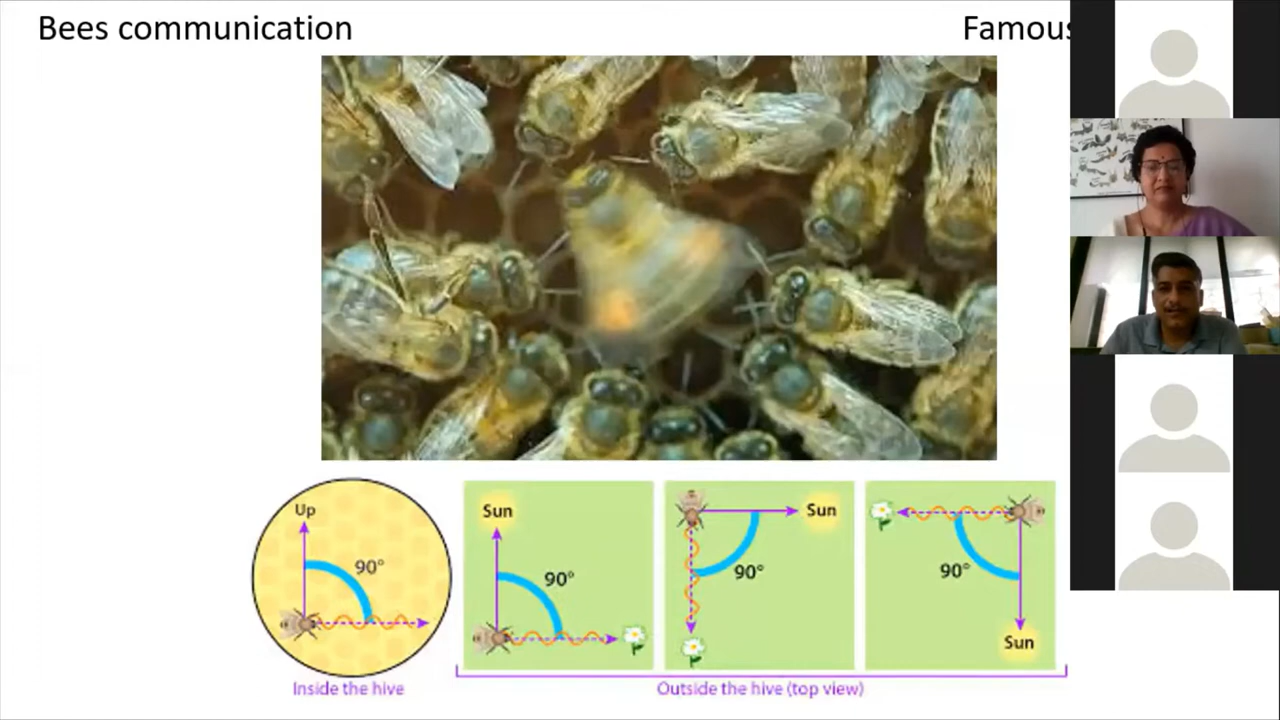 Bees communication
Famous
Up
90°
Inside the hive
Sun
90°
Sun
90°
90°
Sun
Outside the hive (top view)